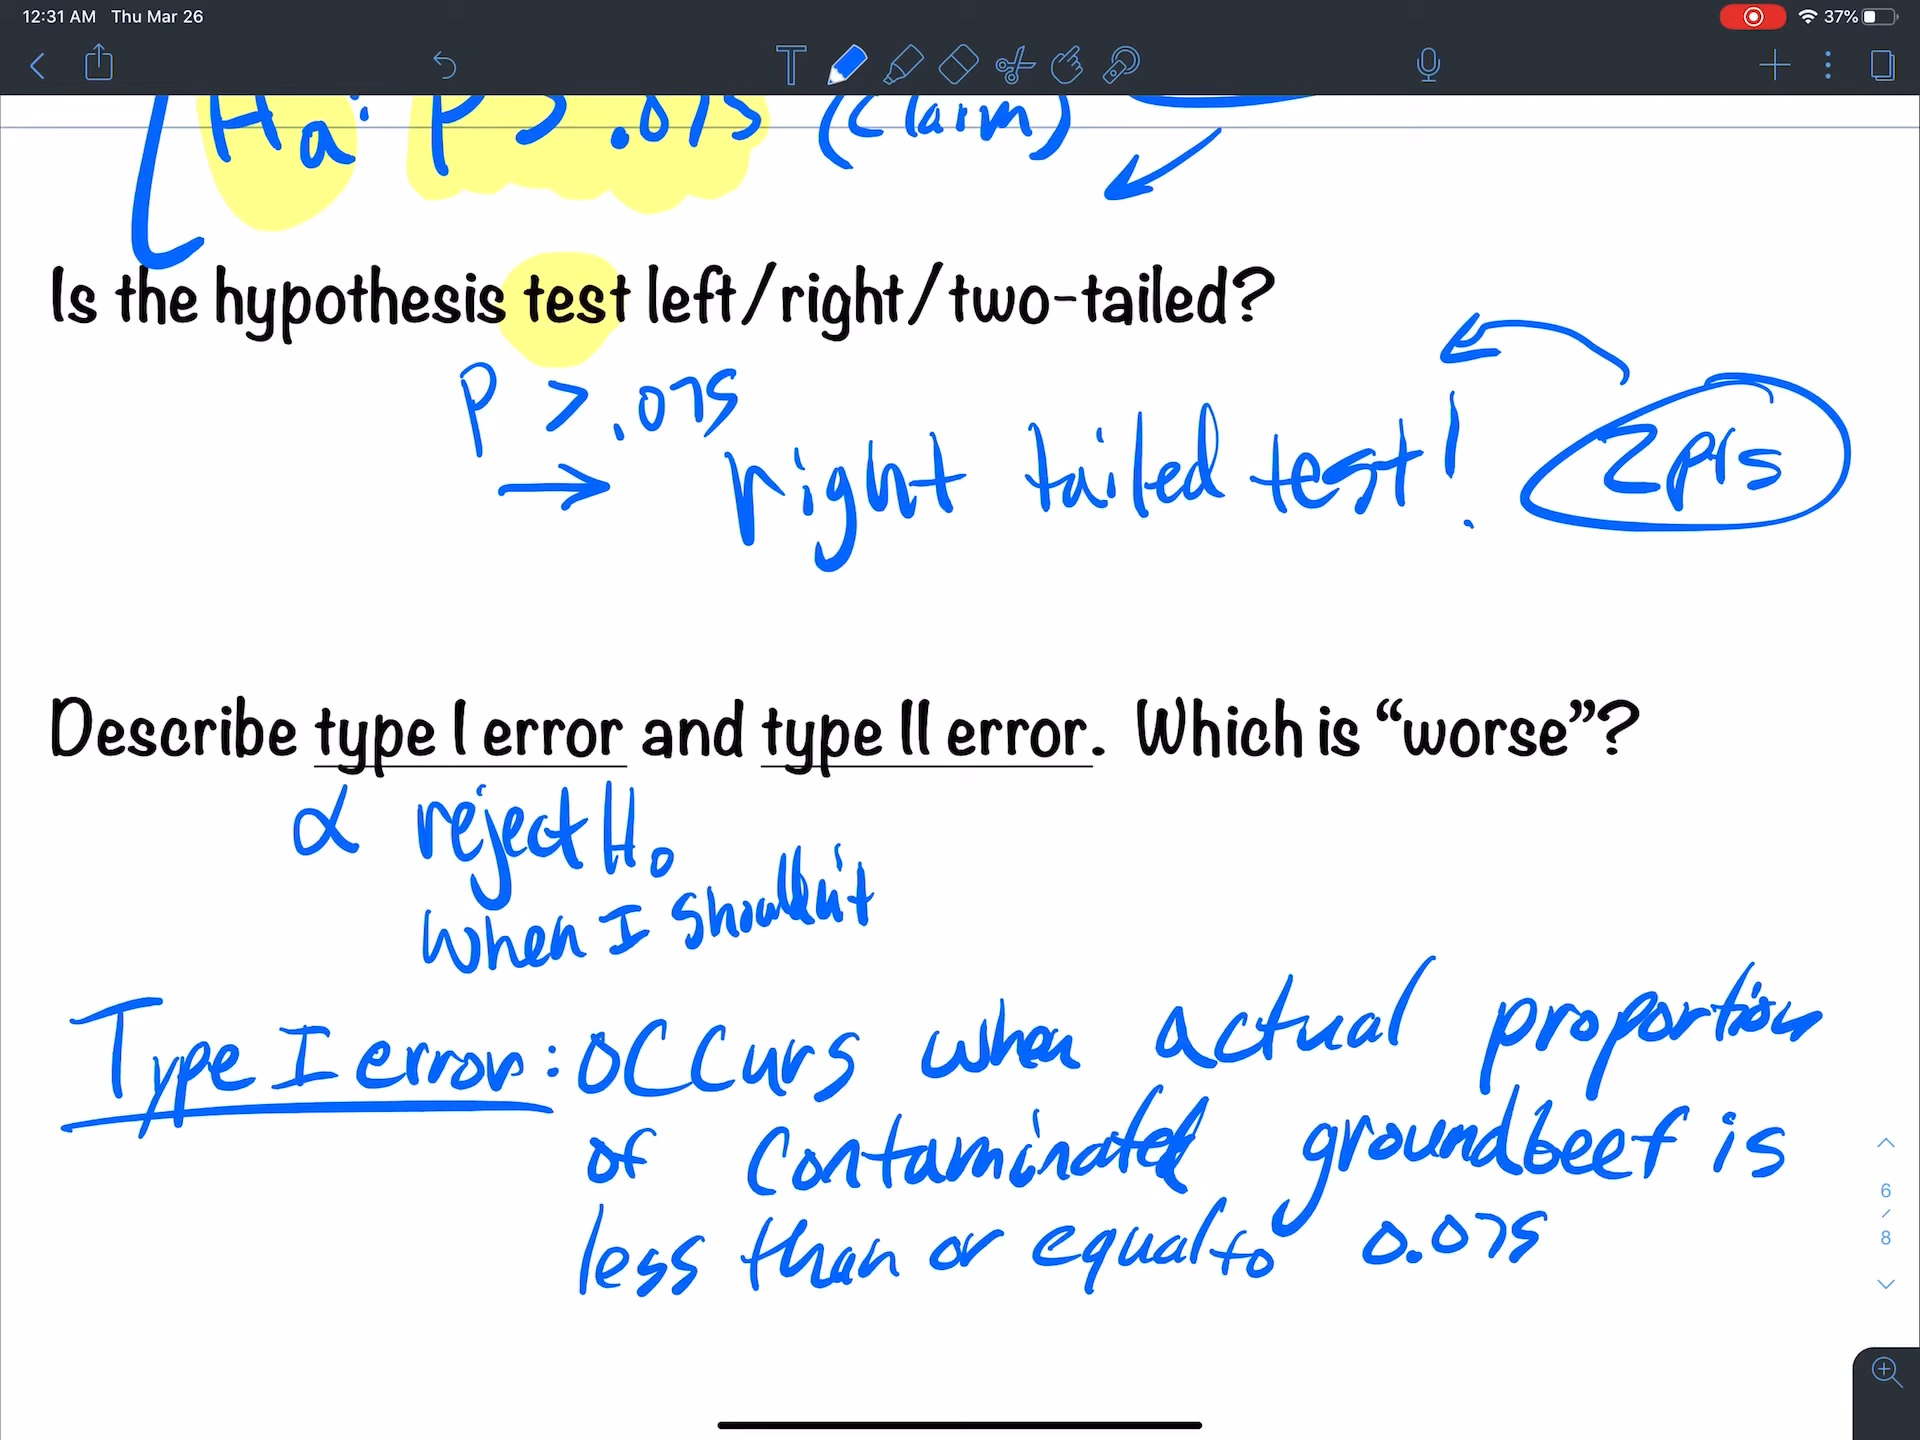 12:31 AM Thu Mar 26
37%
Ha: P > .075 (Claim)
Is the hypothesis test left/right/two-tailed?
P > .075
→ right tailed test!
2pts
Describe type I error and type II error. Which is “worse”?
α reject H₀
when I shouldn't
Type I error: occurs when actual proportion
of contaminated ground beef is
less than or equal to 0.075
6
/
8